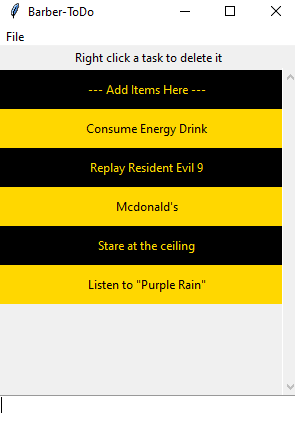 Barber-ToDo
File
Right click a task to delete it
--- Add Items Here ---
Consume Energy Drink
Replay Resident Evil 9
Mcdonald's
Stare at the ceiling
Listen to "Purple Rain"